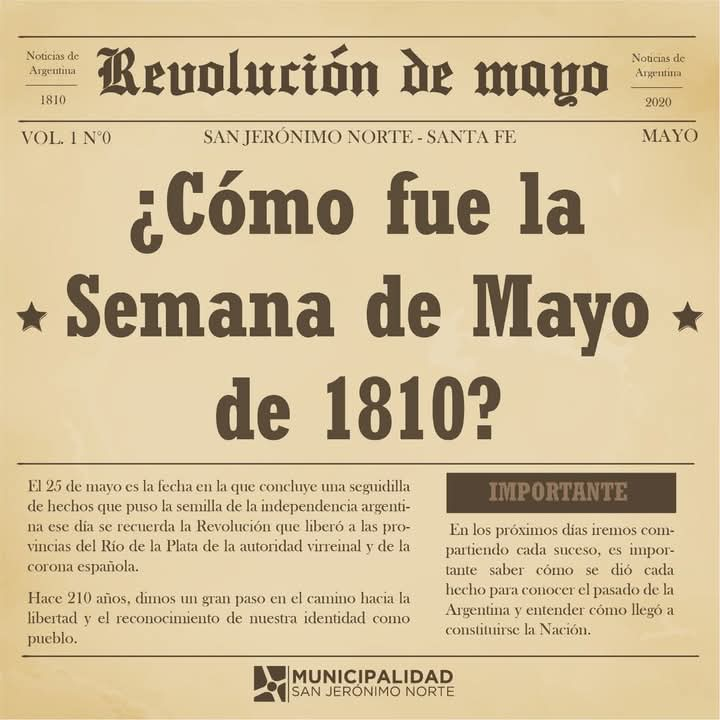 Noticias de
Argentina
1810
Revolución de mayo
Noticias de
Argentina
2020
VOL. 1 N°0
SAN JERÓNIMO NORTE - SANTA FE
MAYO
¿Cómo fue la
Semana de Mayo
de 1810?
El 25 de mayo es la fecha en la que concluye una seguidilla
de hechos que puso la semilla de la independencia argenti-
na ese día se recuerda la Revolución que liberó a las pro-
vincias del Río de la Plata de la autoridad virreinal y de la
corona española.
Hace 210 años, dimos un gran paso en el camino hacia la
libertad y el reconocimiento de nuestra identidad como
pueblo.
IMPORTANTE
En los próximos días iremos com-
partiendo cada suceso, es impor-
tante saber cómo se dió cada
hecho para conocer el pasado de la
Argentina y entender cómo llegó a
constituirse la Nación.
MUNICIPALIDAD
SAN JERÓNIMO NORTE